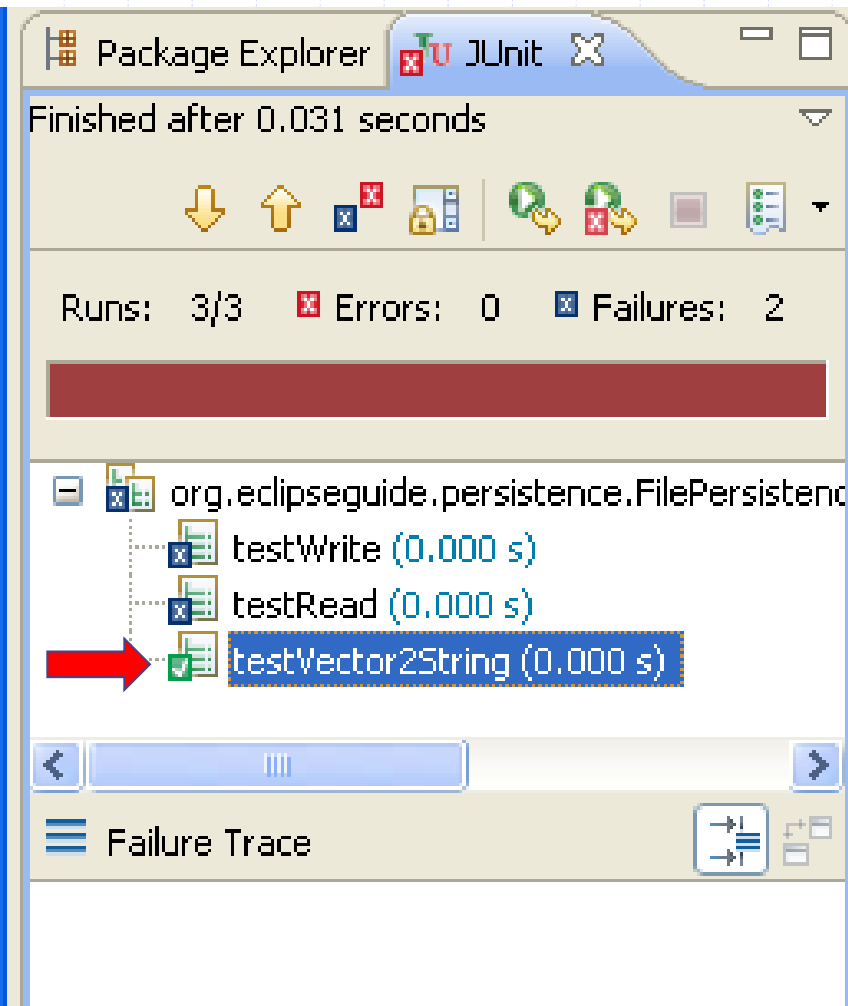 Package Explorer JUnit
Finished after 0.031 seconds
Runs: 3/3 Errors: 0 Failures: 2
org.eclipseguide.persistence.FilePersistenc
testWrite (0.000 s)
testRead (0.000 s)
testVector2String (0.000 s)
Failure Trace